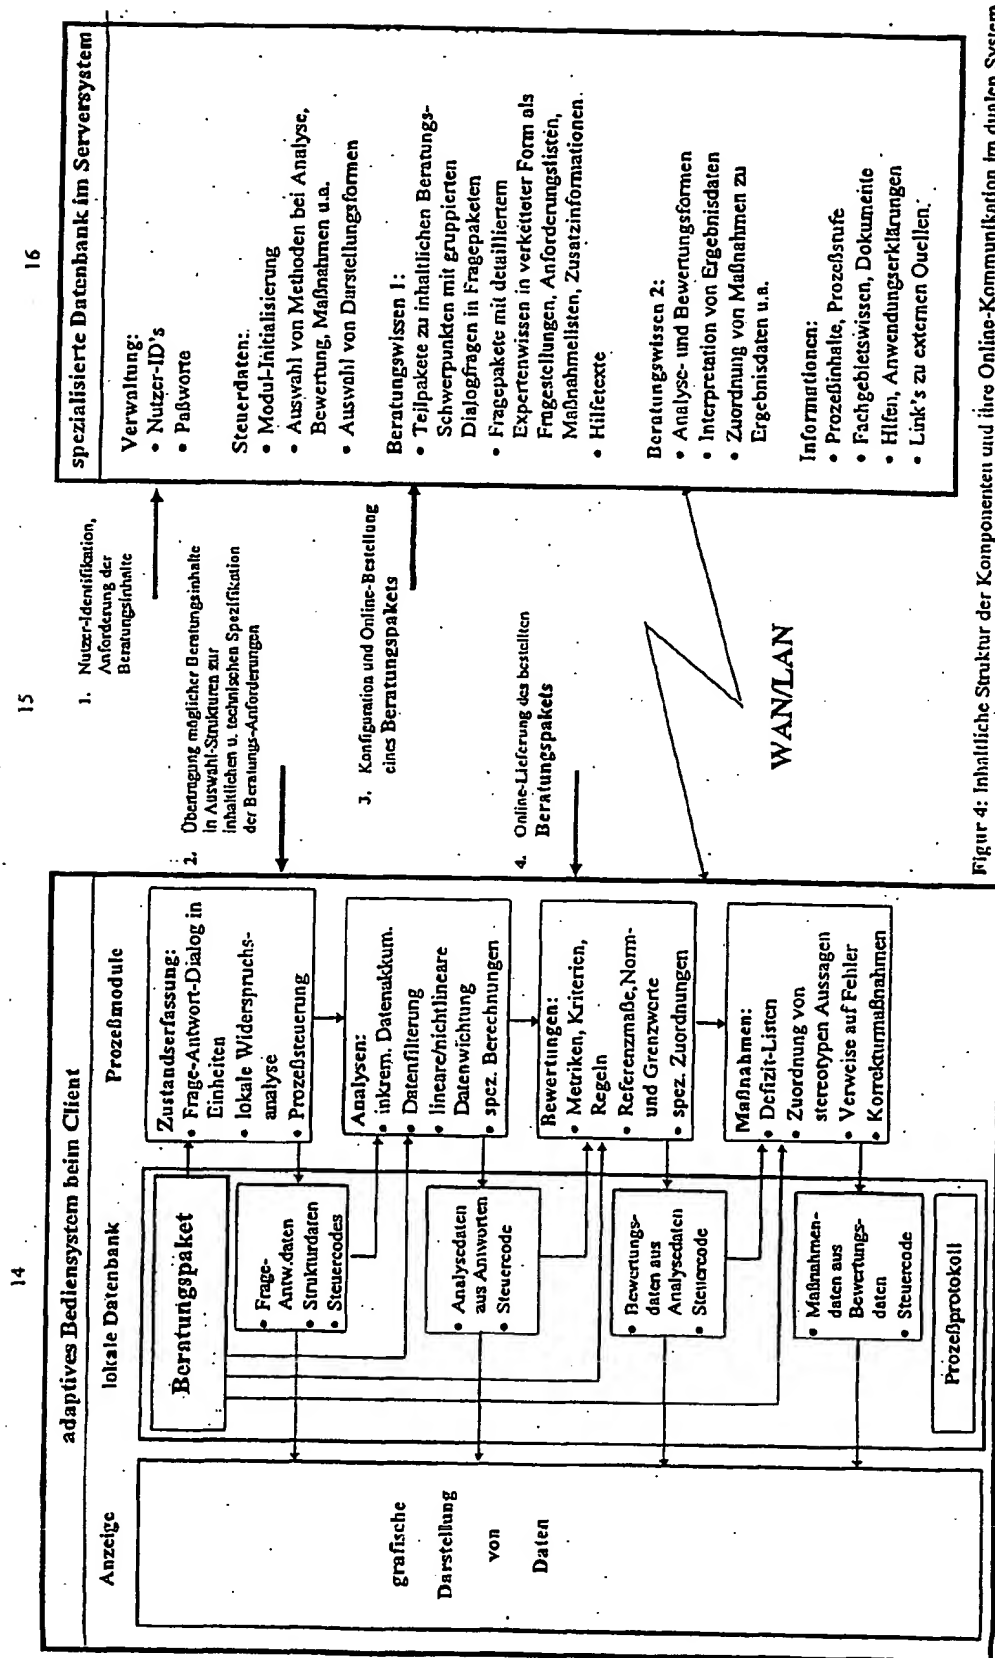 14
15
16
adaptives Bediensystem beim Client
Anzeige
lokale Datenbank
Prozeßmodule
grafische
Darstellung
von
Daten
Beratungspaket
• Frage-
Antw.daten
• Strukturdaten
• Steuercodes
• Analysedaten
aus Antworten
• Steuercode
• Bewertungs-
daten aus
Analysedaten
• Steuercode
• Maßnahmen-
daten aus
Bewertungs-
daten
• Steuercode
Prozeßprotokoll
Zustandserfassung:
• Frage-Antwort-Dialog in
Einheiten
• lokale Widerspruchs-
analyse
• Prozeßsteuerung
Analysen:
• inkrem. Datenakkum.
• Datenfilterung
• lineare/nichtlineare
Datenwichtung
• spez. Berechnungen
Bewertungen:
• Metriken, Kriterien,
Regeln
• Referenzmaße, Norm-
und Grenzwerte
• spez. Zuordnungen
Maßnahmen:
• Defizit-Listen
• Zuordnung von
stereotypen Aussagen
• Verweise auf Fehler
• Korrekturmaßnahmen
1. Nutzer-Identifikation,
Anforderung der
Beratungsinhalte
2. Übertragung möglicher Beratungsinhalte
in Auswahl-Strukturen zur
inhaltlichen u. technischen Spezifikation
der Beratungs-Anforderungen
3. Konfiguration und Online-Bestellung
eines Beratungspakets
4. Online-Lieferung des bestellten
Beratungspakets
WAN/LAN
spezialisierte Datenbank im Serversystem
Verwaltung:
• Nutzer-ID's
• Paßworte
Steuerdaten:
• Modul-Initialisierung
• Auswahl von Methoden bei Analyse,
Bewertung, Maßnahmen u.a.
• Auswahl von Darstellungsformen
Beratungswissen 1:
• Teilpakete zu inhaltlichen Beratungs-
Schwerpunkten mit gruppierten
Dialogfragen in Fragepaketen
• Fragepakete mit detailliertem
Expertenwissen in verketteter Form als
Fragestellungen, Anforderungslisten,
Maßnahmelisten, Zusatzinformationen
• Hilfetexte
Beratungswissen 2:
• Analyse- und Bewertungsformen
• Interpretation von Ergebnisdaten
• Zuordnung von Maßnahmen zu
Ergebnisdaten u.a.
Informationen:
• Prozeßinhalte, Prozeßstufe
• Fachgebietswissen, Dokumente
• Hlfen, Anwendungserklärungen
• Link's zu externen Quellen
Figur 4: Inhaltliche Struktur der Komponenten und ihre Online-Kommunikation im dualen System